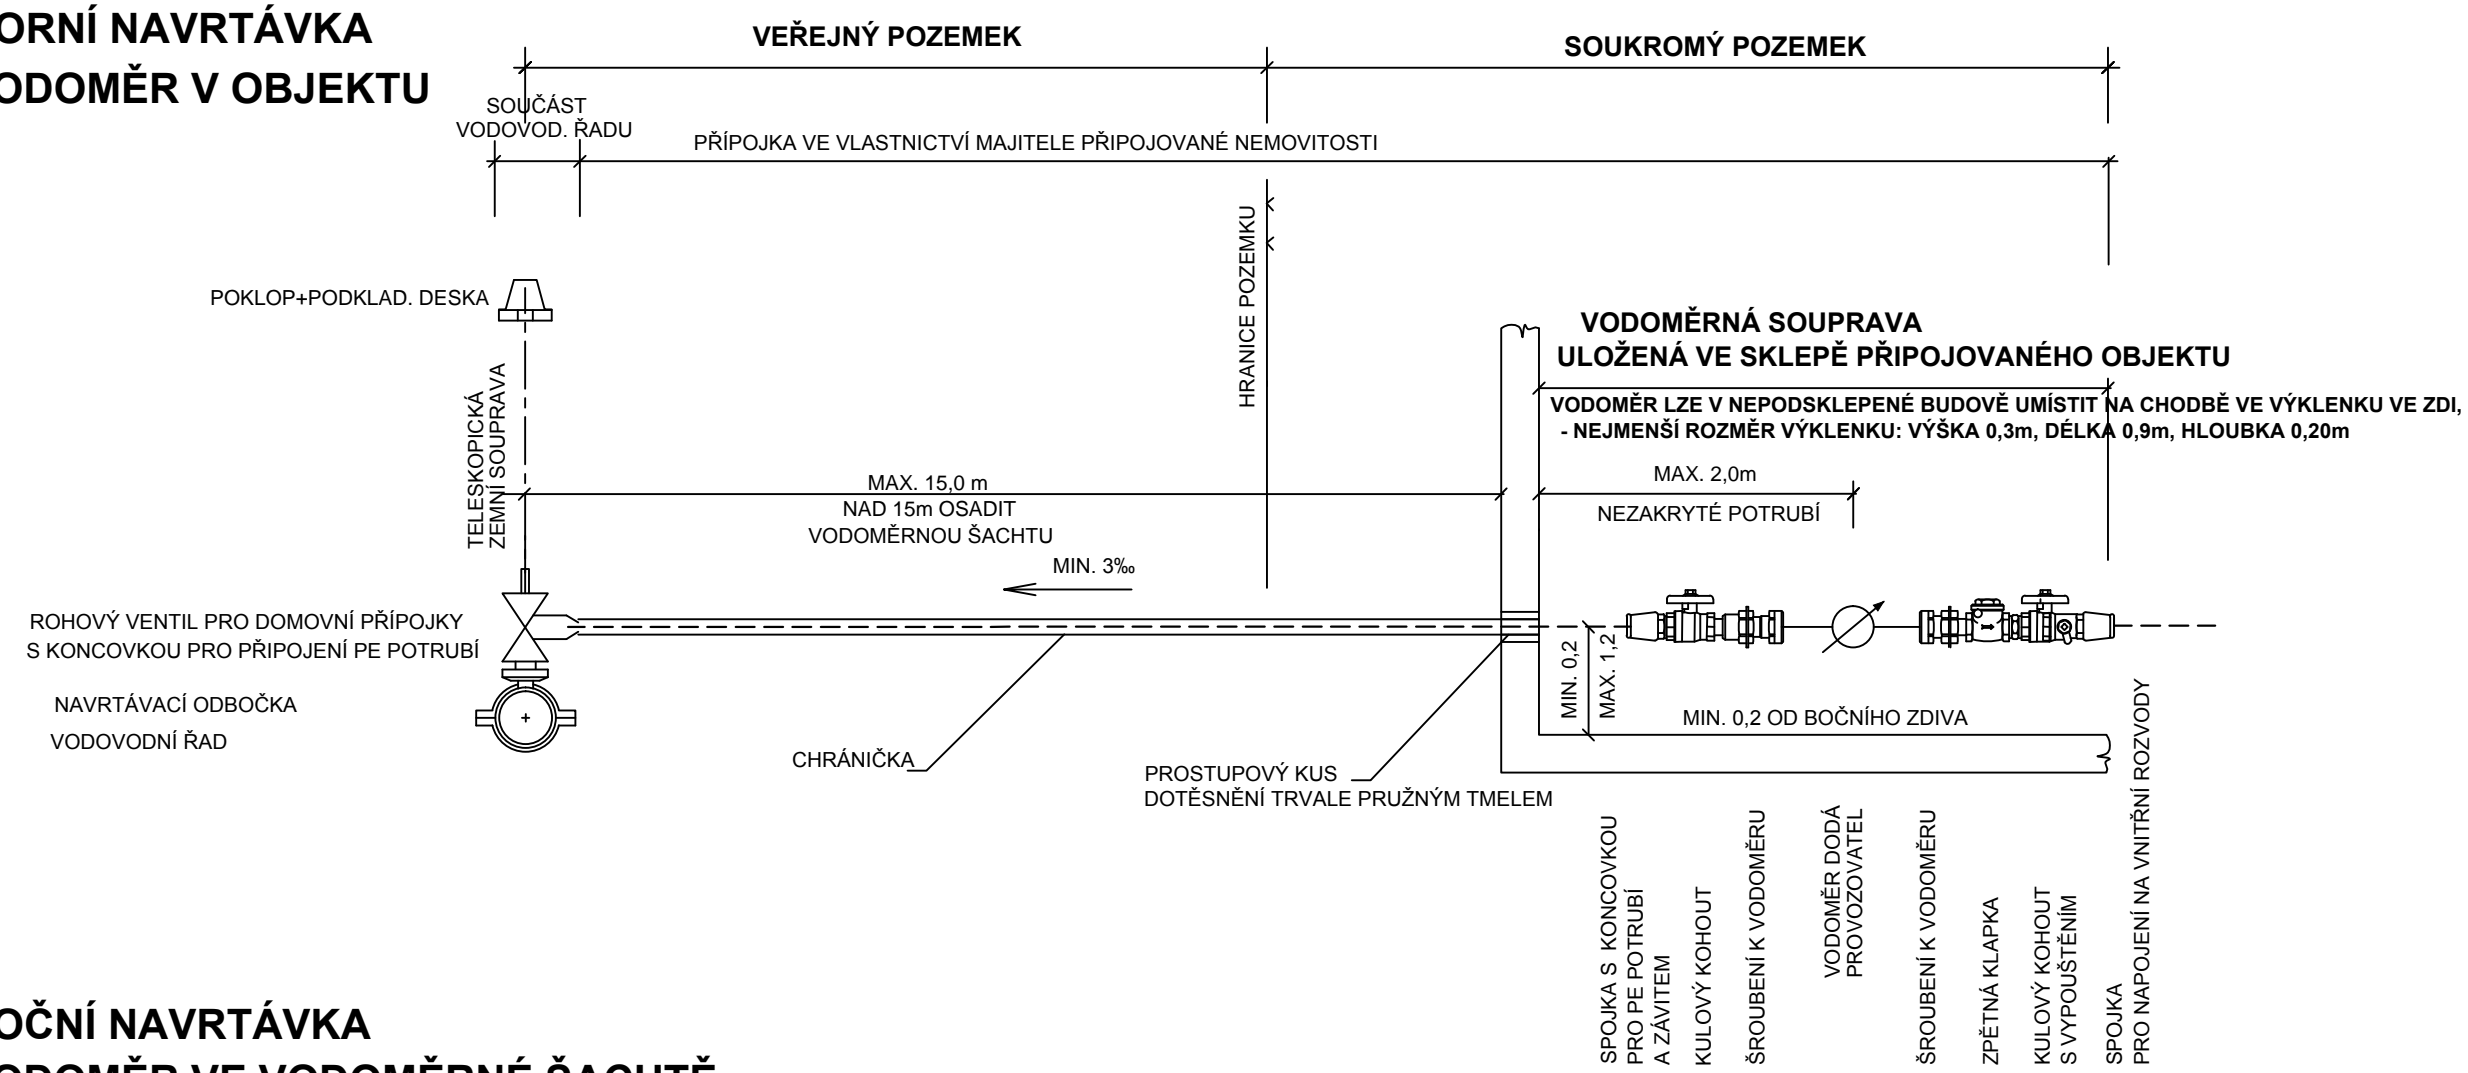 ORNÍ NAVRTÁVKA
ODOMĚR V OBJEKTU
VEŘEJNÝ POZEMEK
SOUKROMÝ POZEMEK
SOUČÁST
VODOVOD. ŘADU
PŘÍPOJKA VE VLASTNICTVÍ MAJITELE PŘIPOJOVANÉ NEMOVITOSTI
HRANICE POZEMKU
POKLOP+PODKLAD. DESKA
TELESKOPICKÁ
ZEMNÍ SOUPRAVA
VODOMĚRNÁ SOUPRAVA
ULOŽENÁ VE SKLEPĚ PŘIPOJOVANÉHO OBJEKTU
VODOMĚR LZE V NEPODSKLEPENÉ BUDOVĚ UMÍSTIT NA CHODBĚ VE VÝKLENKU VE ZDI,
- NEJMENŠÍ ROZMĚR VÝKLENKU: VÝŠKA 0,3m, DÉLKA 0,9m, HLOUBKA 0,20m
MAX. 15,0 m
NAD 15m OSADIT
VODOMĚRNOU ŠACHTU
MAX. 2,0m
NEZAKRYTÉ POTRUBÍ
MIN. 3‰
ROHOVÝ VENTIL PRO DOMOVNÍ PŘÍPOJKY
S KONCOVKOU PRO PŘIPOJENÍ PE POTRUBÍ
NAVRTÁVACÍ ODBOČKA
VODOVODNÍ ŘAD
MIN. 0,2
MAX. 1,2
MIN. 0,2 OD BOČNÍHO ZDIVA
CHRÁNIČKA
PROSTUPOVÝ KUS
DOTĚSNĚNÍ TRVALE PRUŽNÝM TMELEM
SPOJKA S KONCOVKOU
PRO PE POTRUBÍ
A ZÁVITEM
KULOVÝ KOHOUT
ŠROUBENÍ K VODOMĚRU
VODOMĚR DODÁ
PROVOZOVATEL
ŠROUBENÍ K VODOMĚRU
ZPĚTNÁ KLAPKA
KULOVÝ KOHOUT
S VYPOUŠTĚNÍM
SPOJKA
PRO NAPOJENÍ NA VNITŘNÍ ROZVODY
OČNÍ NAVRTÁVKA
ODOMĚR VE VODOMĚRNÉ ŠACHTĚ